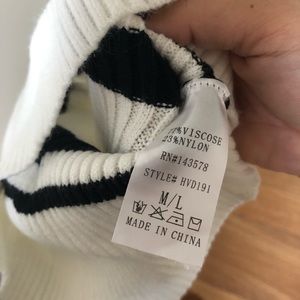 %VISCOSE
23%NYLON
RN#143578
STYLE# HVD191
M/L
MADE IN CHINA